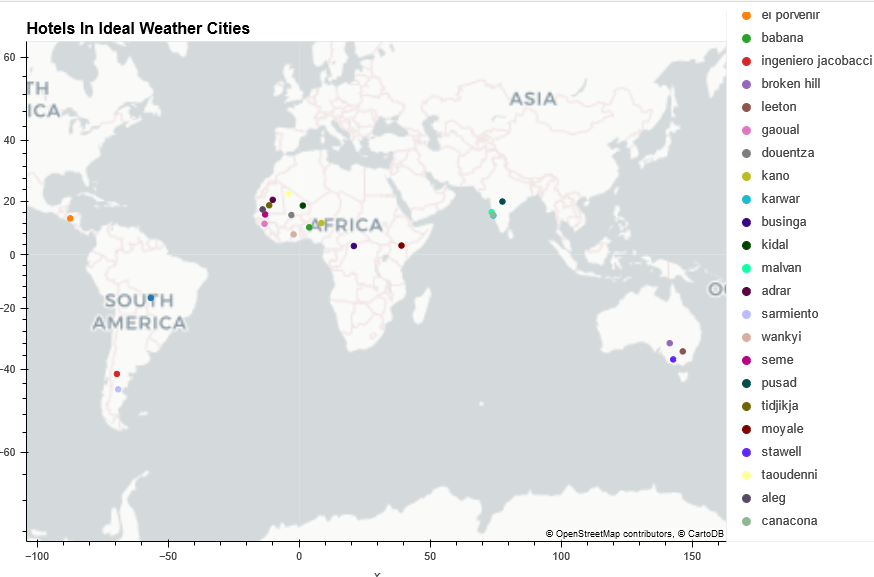 Hotels In Ideal Weather Cities
60
40
20
0
−20
−40
−60
−100
−50
0
50
100
150
x
TH
ICA
ASIA
AFRICA
SOUTH
AMERICA
© OpenStreetMap contributors, © CartoDB
el porvenir
babana
ingeniero jacobacci
broken hill
leeton
gaoual
douentza
kano
karwar
businga
kidal
malvan
adrar
sarmiento
wankyi
seme
pusad
tidjikja
moyale
stawell
taoudenni
aleg
canacona